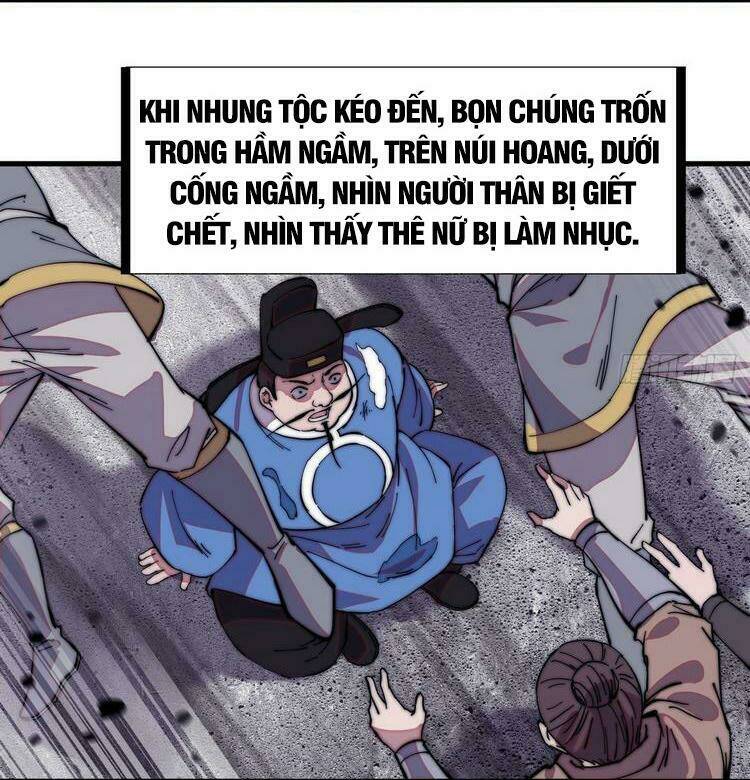 KHI NHUNG TỘC KÉO ĐẾN, BỌN CHÚNG TRỐN
TRONG HẦM NGẦM, TRÊN NÚI HOANG, DƯỚI
CỐNG NGẦM, NHÌN NGƯỜI THÂN BỊ GIẾT
CHẾT, NHÌN THẤY THÊ NỮ BỊ LÀM NHỤC.